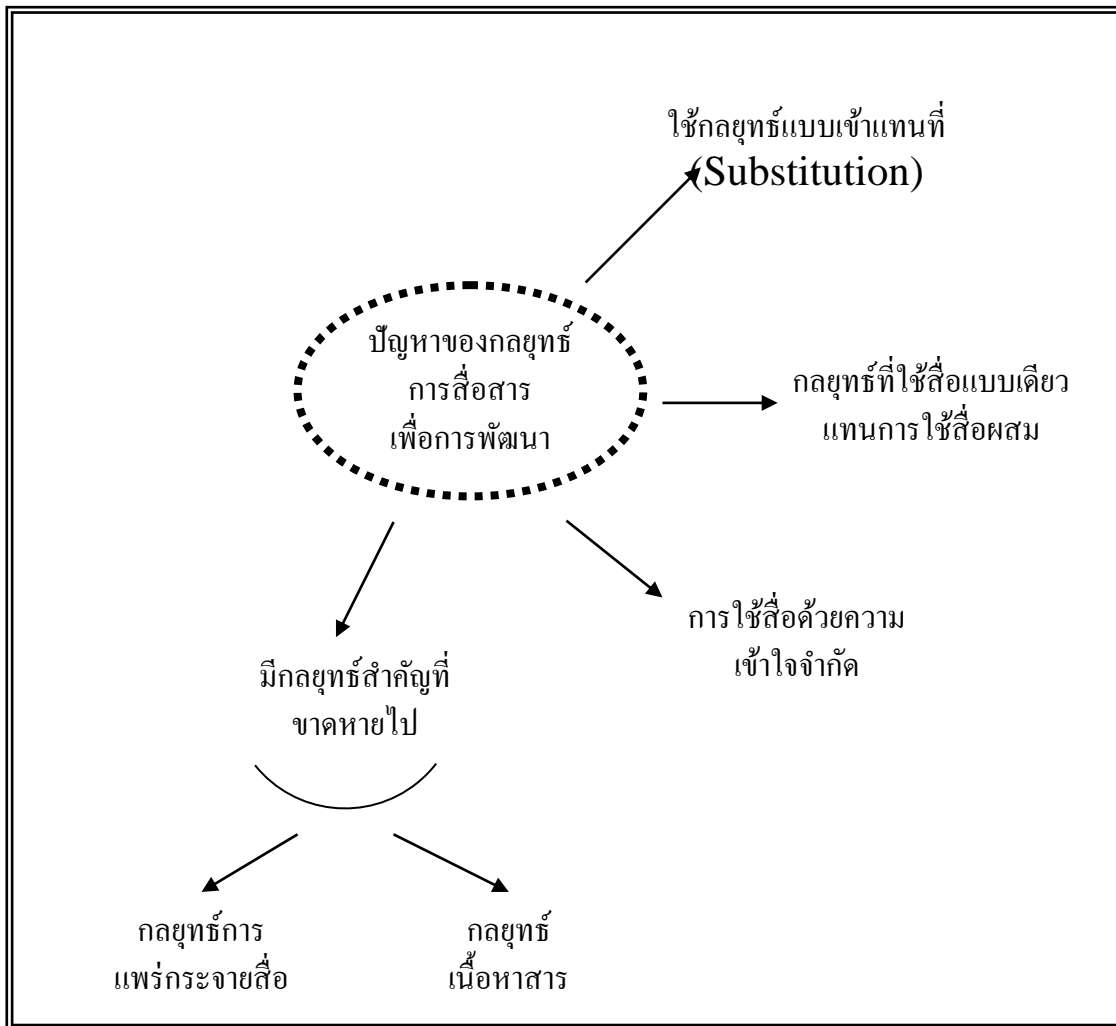 ใช้กลยุทธ์แบบเข้าแทนที่
(Substitution)
ปัญหาของกลยุทธ์
การสื่อสาร
เพื่อการพัฒนา
กลยุทธ์ที่ใช้สื่อแบบเดียว
แทนการใช้สื่อผสม
การใช้สื่อด้วยความ
เข้าใจจำกัด
มีกลยุทธ์สำคัญที่
ขาดหายไป
กลยุทธ์การ
แพร่กระจายสื่อ
กลยุทธ์
เนื้อหาสาร